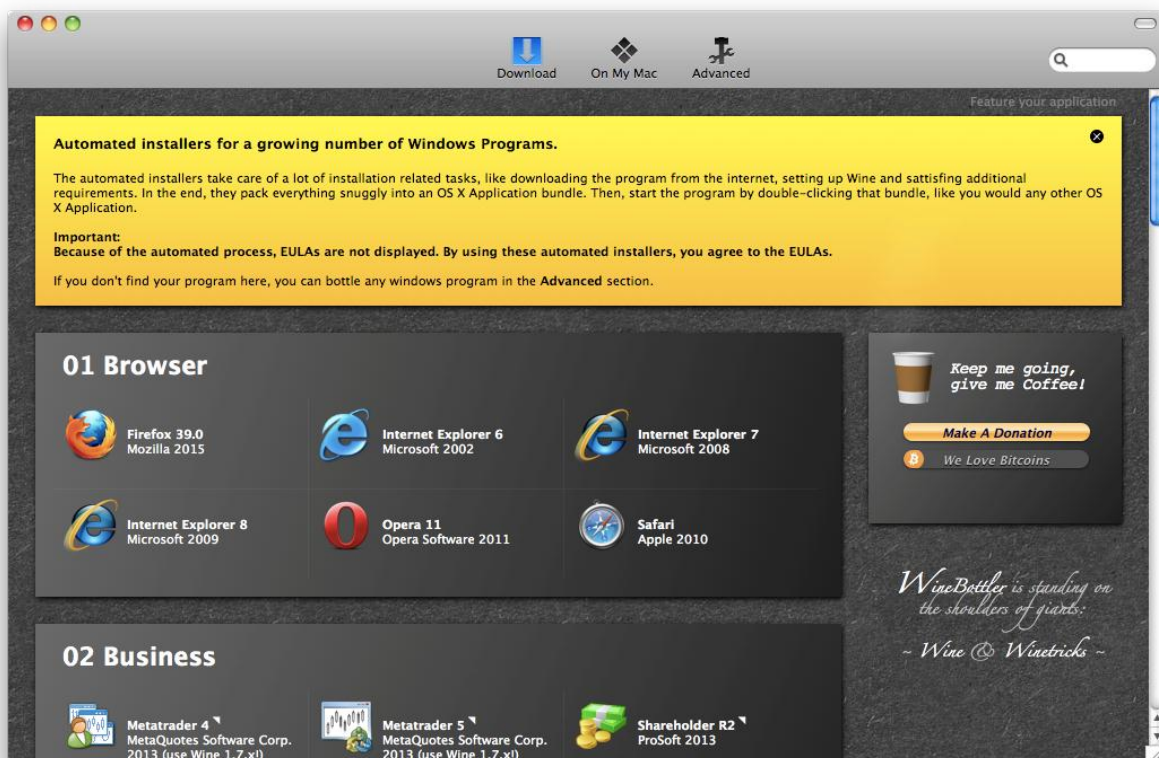 Download
On My Mac
Advanced
Feature your application
Automated installers for a growing number of Windows Programs.
The automated installers take care of a lot of installation related tasks, like downloading the program from the internet, setting up Wine and sattisfing additional
requirements. In the end, they pack everything snuggly into an OS X Application bundle. Then, start the program by double-clicking that bundle, like you would any other OS
X Application.
Important:
Because of the automated process, EULAs are not displayed. By using these automated installers, you agree to the EULAs.
If you don't find your program here, you can bottle any windows program in the Advanced section.
01 Browser
Firefox 39.0
Mozilla 2015
Internet Explorer 6
Microsoft 2002
Internet Explorer 7
Microsoft 2008
Internet Explorer 8
Microsoft 2009
Opera 11
Opera Software 2011
Safari
Apple 2010
Keep me going,
give me Coffee!
Make A Donation
We Love Bitcoins
WineBottler is standing on
the shoulders of giants:
~ Wine & Winetricks ~
02 Business
Metatrader 4
MetaQuotes Software Corp.
2013 (use Wine 1.7.x!)
Metatrader 5
MetaQuotes Software Corp.
2013 (use Wine 1.7.x!)
Shareholder R2
ProSoft 2013